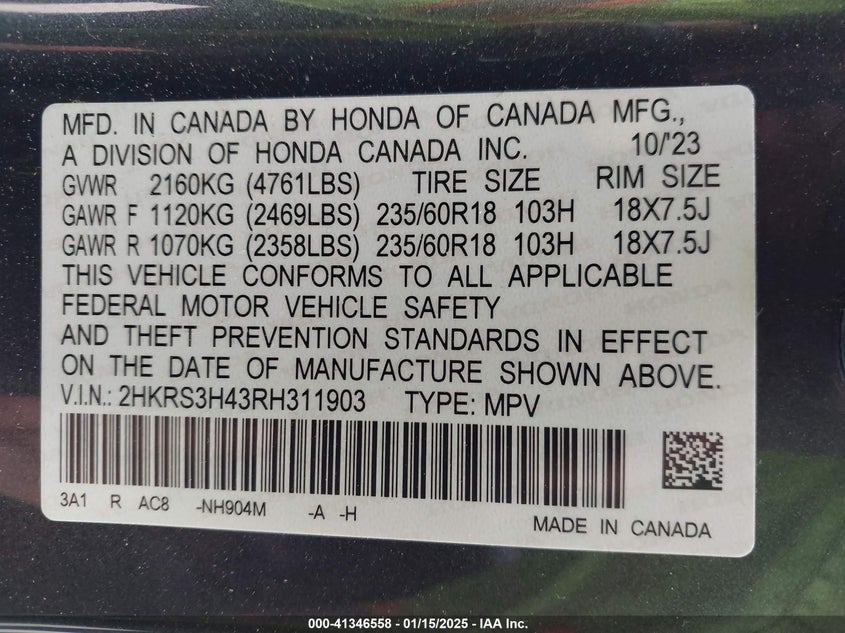 MFD. IN CANADA BY HONDA OF CANADA MFG.,
A DIVISION OF HONDA CANADA INC. 10/'23
GVWR 2160KG (4761LBS) TIRE SIZE RIM SIZE
GAWR F 1120KG (2469LBS) 235/60R18 103H 18X7.5J
GAWR R 1070KG (2358LBS) 235/60R18 103H 18X7.5J
THIS VEHICLE CONFORMS TO ALL APPLICABLE
FEDERAL MOTOR VEHICLE SAFETY
AND THEFT PREVENTION STANDARDS IN EFFECT
ON THE DATE OF MANUFACTURE SHOWN ABOVE.
V.I.N.: 2HKRS3H43RH311903 TYPE: MPV
3A1 R AC8 -NH904M -A -H
MADE IN CANADA
000-41346558 - 01/15/2025 - IAA Inc.